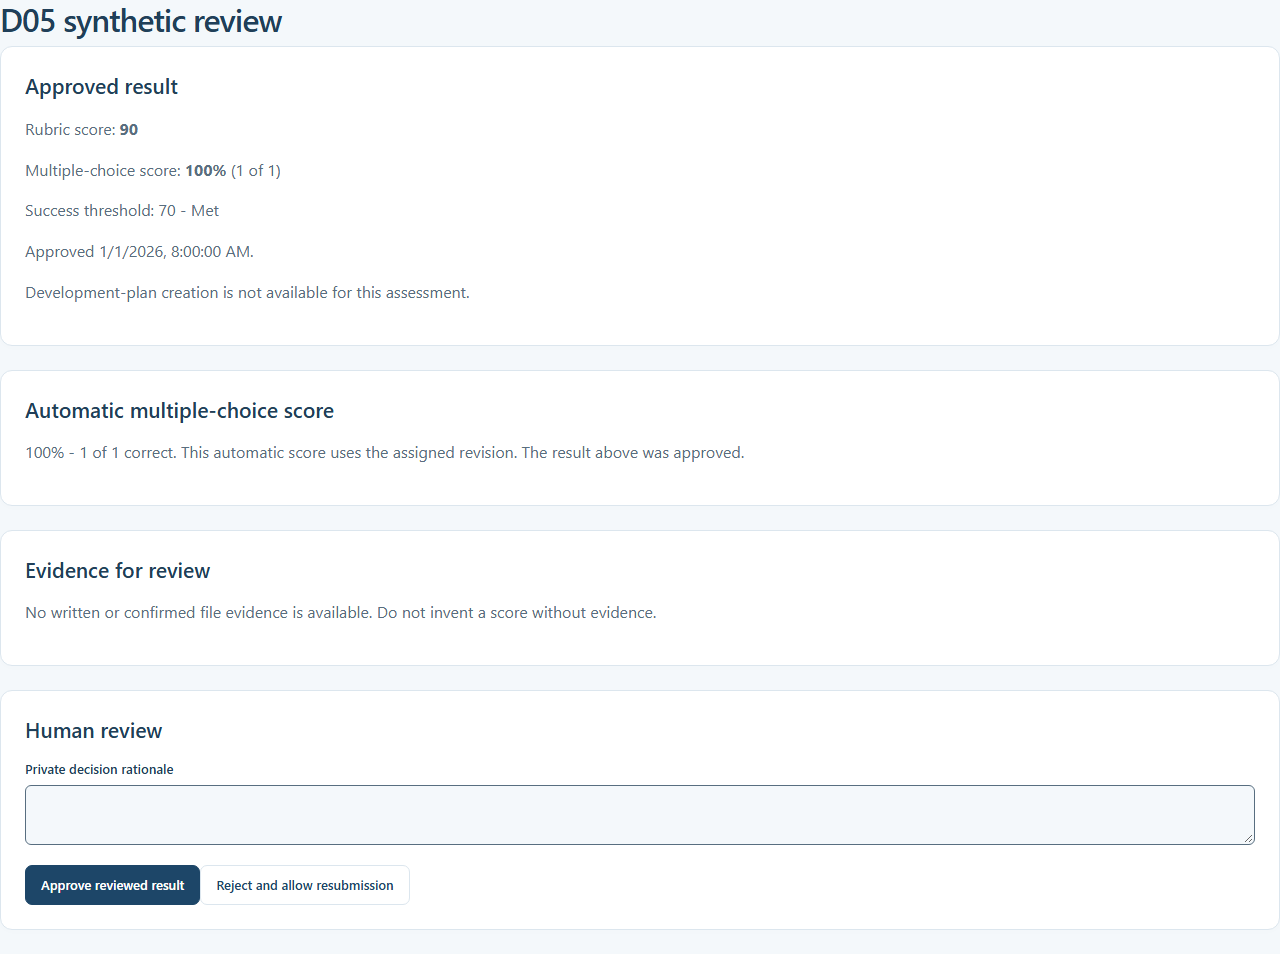 D05 synthetic review
Approved result
Rubric score: 90
Multiple-choice score: 100% (1 of 1)
Success threshold: 70 - Met
Approved 1/1/2026, 8:00:00 AM.
Development-plan creation is not available for this assessment.
Automatic multiple-choice score
100% - 1 of 1 correct. This automatic score uses the assigned revision. The result above was approved.
Evidence for review
No written or confirmed file evidence is available. Do not invent a score without evidence.
Human review
Private decision rationale
Approve reviewed result
Reject and allow resubmission